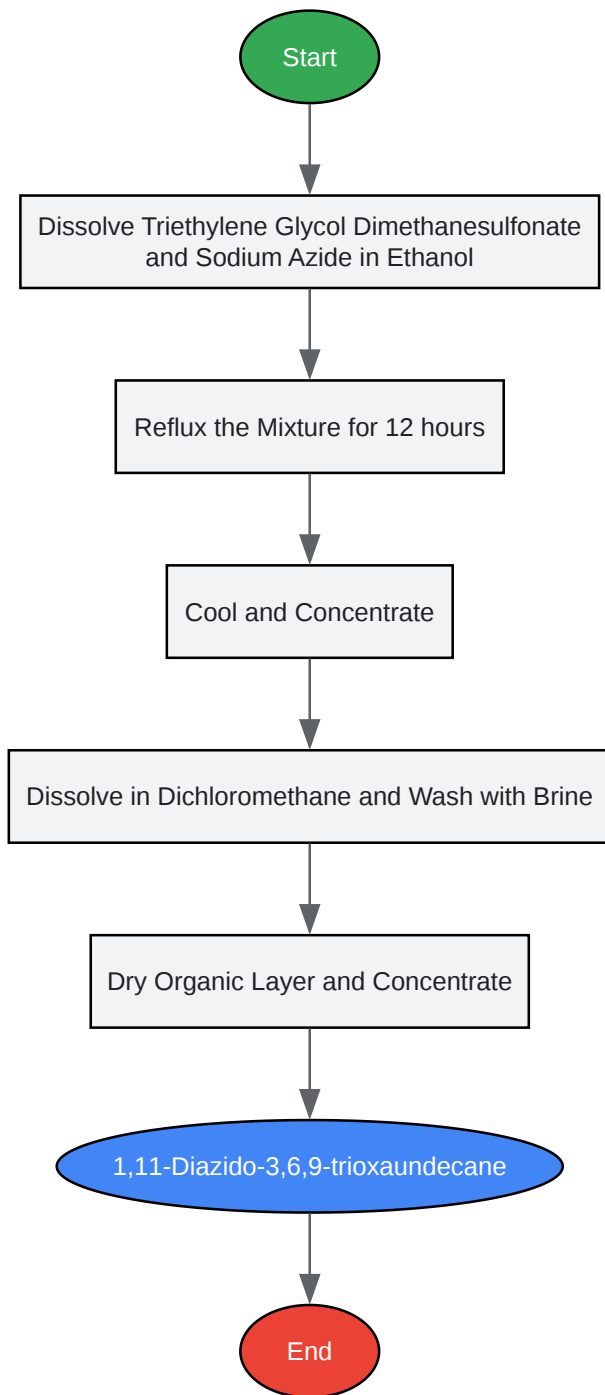 Start
Dissolve Triethylene Glycol Dimethanesulfonate
and Sodium Azide in Ethanol
Reflux the Mixture for 12 hours
Cool and Concentrate
Dissolve in Dichloromethane and Wash with Brine
Dry Organic Layer and Concentrate
1,11-Diazido-3,6,9-trioxaundecane
End